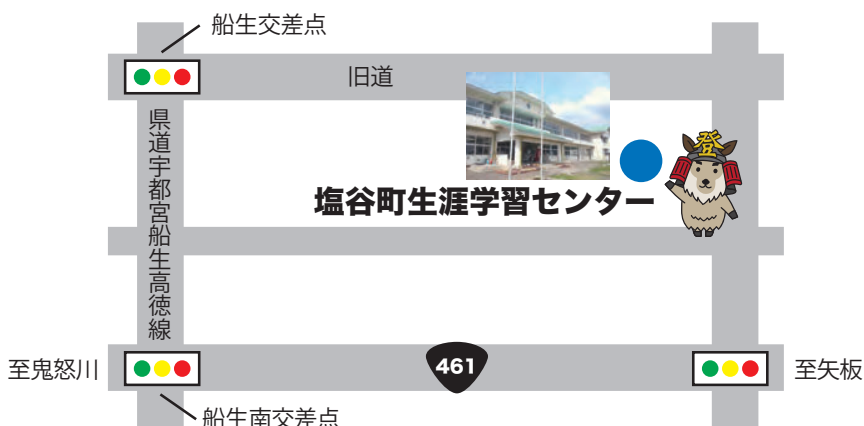 船生交差点
旧道
県道宇都宮船生高徳線
登
塩谷町生涯学習センター
至鬼怒川
461
至矢板
船生南交差点